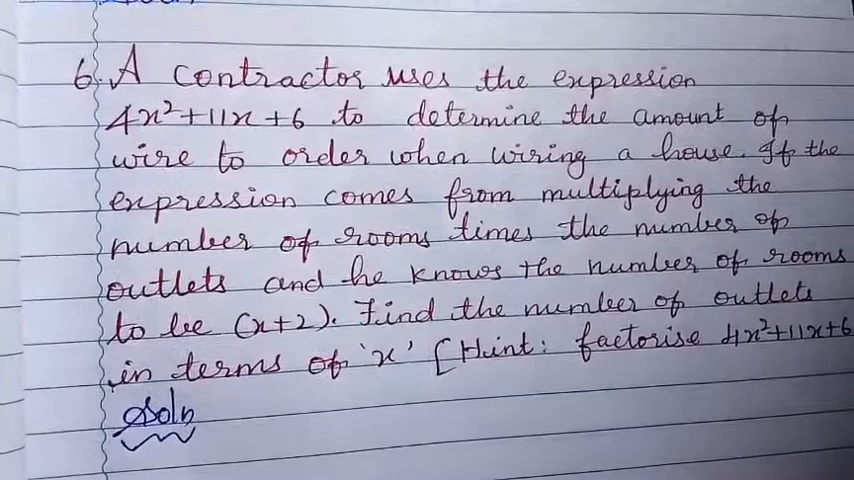 6. A contractor uses the expression
4x²+11x+6 to determine the amount of
wire to order when wiring a house. If the
expression comes from multiplying the
number of rooms times the number of
outlets and he knows the number of rooms
to be (x+2). Find the number of outlets
in terms of 'x' [Hint: factorise 4x²+11x+6
Soln